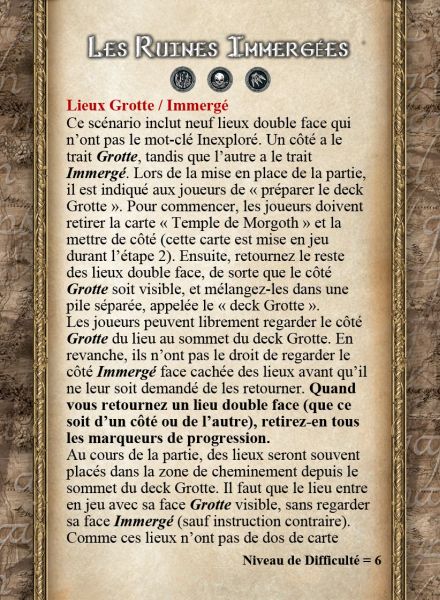 Les Ruines Immergées
Lieux Grotte / Immergé
Ce scénario inclut neuf lieux double face qui
n'ont pas le mot-clé Inexploré. Un côté a le
trait Grotte, tandis que l'autre a le trait
Immergé. Lors de la mise en place de la partie,
il est indiqué aux joueurs de « préparer le deck
Grotte ». Pour commencer, les joueurs doivent
retirer la carte « Temple de Morgoth » et la
mettre de côté (cette carte est mise en jeu
durant l'étape 2). Ensuite, retournez le reste
des lieux double face, de sorte que le côté
Grotte soit visible, et mélangez-les dans une
pile séparée, appelée le « deck Grotte ».
Les joueurs peuvent librement regarder le côté
Grotte du lieu au sommet du deck Grotte. En
revanche, ils n'ont pas le droit de regarder le
côté Immergé face cachée des lieux avant qu'il
ne leur soit demandé de les retourner. Quand
vous retournez un lieu double face (que ce
soit d'un côté ou de l'autre), retirez-en tous
les marqueurs de progression.
Au cours de la partie, des lieux seront souvent
placés dans la zone de cheminement depuis le
sommet du deck Grotte. Il faut que le lieu entre
en jeu avec sa face Grotte visible, sans regarder
sa face Immergé (sauf instruction contraire).
Comme ces lieux n'ont pas de dos de carte
Niveau de Difficulté = 6